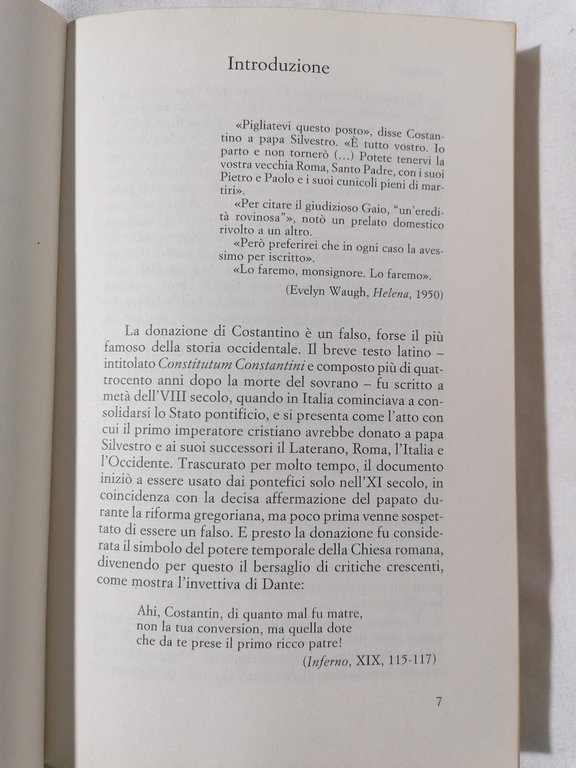 Introduzione
«Pigliatevi questo posto», disse Costan-
tino a papa Silvestro. «È tutto vostro. Io
parto e non tornerò (...) Potete tenervi la
vostra vecchia Roma, Santo Padre, con i suoi
Pietro e Paolo e i suoi cunicoli pieni di mar-
tiri».
«Per citare il giudizioso Gaio, “un'eredi-
tà rovinosa”», notò un prelato domestico
rivolto a un altro.
«Però preferirei che in ogni caso la aves-
simo per iscritto».
«Lo faremo, monsignore. Lo faremo».
(Evelyn Waugh, Helena, 1950)
La donazione di Costantino è un falso, forse il più
famoso della storia occidentale. Il breve testo latino –
intitolato Constitutum Constantini e composto più di quat-
trocento anni dopo la morte del sovrano – fu scritto a
metà dell'VIII secolo, quando in Italia cominciava a con-
solidarsi lo Stato pontificio, e si presenta come l'atto con
cui il primo imperatore cristiano avrebbe donato a papa
Silvestro e ai suoi successori il Laterano, Roma, l'Italia e
l'Occidente. Trascurato per molto tempo, il documento
iniziò a essere usato dai pontefici solo nell'XI secolo, in
coincidenza con la decisa affermazione del papato du-
rante la riforma gregoriana, ma poco prima venne sospet-
tato di essere un falso. E presto la donazione fu conside-
rata il simbolo del potere temporale della Chiesa romana,
divenendo per questo il bersaglio di critiche crescenti,
come mostra l'invettiva di Dante:
Ahi, Costantin, di quanto mal fu matre,
non la tua conversion, ma quella dote
che da te prese il primo ricco patre!
(Inferno, XIX, 115-117)
7